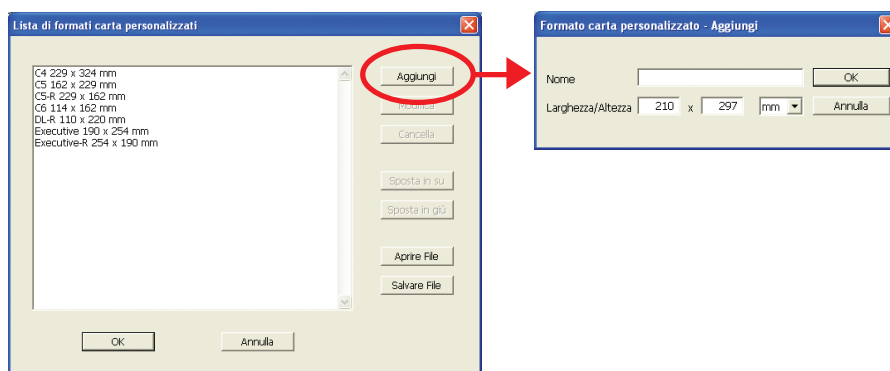 Lista di formati carta personalizzati
C4 229 x 324 mm
C5 162 x 229 mm
C5-R 229 x 162 mm
C6 114 x 162 mm
DL-R 110 x 220 mm
Executive 190 x 254 mm
Executive-R 254 x 190 mm
Aggiungi
Modifica
Cancella
Sposta in su
Sposta in giù
Aprire File
Salvare File
OK
Annulla
Formato carta personalizzato - Aggiungi
Nome
OK
Larghezza/Altezza 210 x 297 mm
Annulla